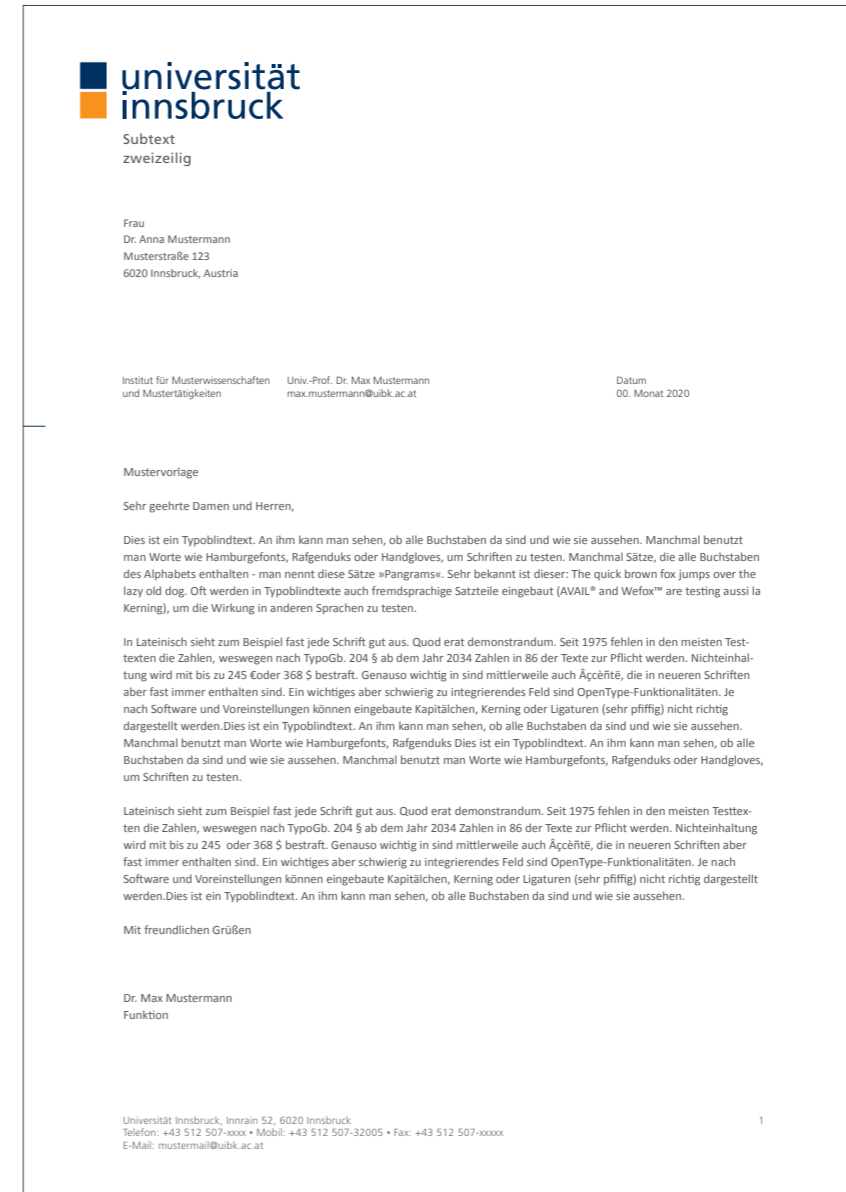 universität
innsbruck
Subtext
zweizeilig
Frau
Dr. Anna Mustermann
Musterstraße 123
6020 Innsbruck, Austria
Institut für Musterwissenschaften
und Mustertätigkeiten
Univ.-Prof. Dr. Max Mustermann
max.mustermann@uibk.ac.at
Datum
00. Monat 2020
Mustervorlage
Sehr geehrte Damen und Herren,
Dies ist ein Typoblindtext. An ihm kann man sehen, ob alle Buchstaben da sind und wie sie aussehen. Manchmal benutzt
man Worte wie Hamburgefonts, Rafgenduks oder Handgloves, um Schriften zu testen. Manchmal Sätze, die alle Buchstaben
des Alphabets enthalten - man nennt diese Sätze »Pangrams«. Sehr bekannt ist dieser: The quick brown fox jumps over the
lazy old dog. Oft werden in Typoblindtexte auch fremdsprachige Satzteile eingebaut (AVAIL® and Wefox™ are testing aussi la
Kerning), um die Wirkung in anderen Sprachen zu testen.
In Lateinisch sieht zum Beispiel fast jede Schrift gut aus. Quod erat demonstrandum. Seit 1975 fehlen in den meisten Test-
texten die Zahlen, weswegen nach TypoGb. 204 § ab dem Jahr 2034 Zahlen in 86 der Texte zur Pflicht werden. Nichteinhal-
tung wird mit bis zu 245 €oder 368 $ bestraft. Genauso wichtig in sind mittlerweile auch Âçcèñtë, die in neueren Schriften
aber fast immer enthalten sind. Ein wichtiges aber schwierig zu integrierendes Feld sind OpenType-Funktionalitäten. Je
nach Software und Voreinstellungen können eingebaute Kapitälchen, Kerning oder Ligaturen (sehr pfiffig) nicht richtig
dargestellt werden.Dies ist ein Typoblindtext. An ihm kann man sehen, ob alle Buchstaben da sind und wie sie aussehen.
Manchmal benutzt man Worte wie Hamburgefonts, Rafgenduks Dies ist ein Typoblindtext. An ihm kann man sehen, ob alle
Buchstaben da sind und wie sie aussehen. Manchmal benutzt man Worte wie Hamburgefonts, Rafgenduks oder Handgloves,
um Schriften zu testen.
Lateinisch sieht zum Beispiel fast jede Schrift gut aus. Quod erat demonstrandum. Seit 1975 fehlen in den meisten Testtex-
ten die Zahlen, weswegen nach TypoGb. 204 § ab dem Jahr 2034 Zahlen in 86 der Texte zur Pflicht werden. Nichteinhaltung
wird mit bis zu 245 oder 368 $ bestraft. Genauso wichtig in sind mittlerweile auch Âçcèñtë, die in neueren Schriften aber
fast immer enthalten sind. Ein wichtiges aber schwierig zu integrierendes Feld sind OpenType-Funktionalitäten. Je nach
Software und Voreinstellungen können eingebaute Kapitälchen, Kerning oder Ligaturen (sehr pfiffig) nicht richtig dargestellt
werden.Dies ist ein Typoblindtext. An ihm kann man sehen, ob alle Buchstaben da sind und wie sie aussehen.
Mit freundlichen Grüßen
Dr. Max Mustermann
Funktion
Universität Innsbruck, Innrain 52, 6020 Innsbruck
Telefon: +43 512 507-xxxx • Mobil: +43 512 507-32005 • Fax: +43 512 507-xxxxx
E-Mail: mustermail@uibk.ac.at
1